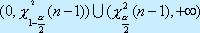 (0, χ²_{1-α/2}(n-1)) ∪ (χ²_{α/2}(n-1), +∞)